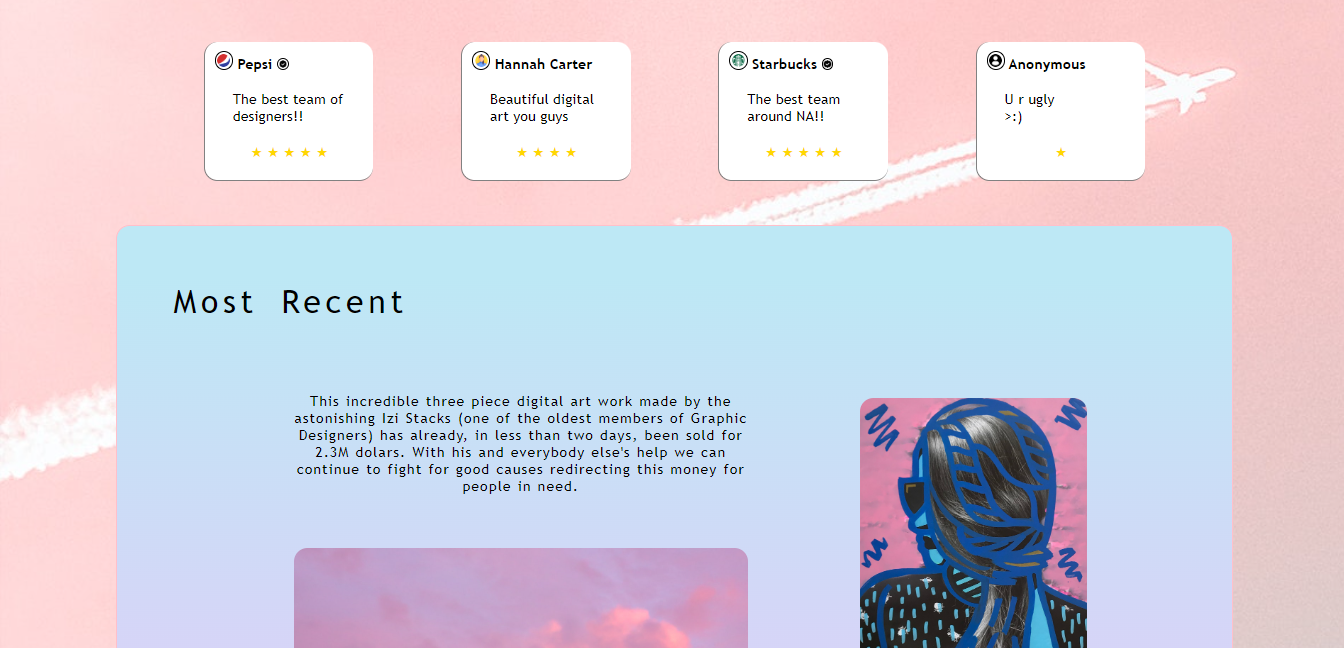 Pepsi
The best team of
designers!!
★ ★ ★ ★ ★
Hannah Carter
Beautiful digital
art you guys
★ ★ ★ ★
Starbucks
The best team
around NA!!
★ ★ ★ ★ ★
Anonymous
U r ugly
>:)
★
Most Recent
This incredible three piece digital art work made by the
astonishing Izi Stacks (one of the oldest members of Graphic
Designers) has already, in less than two days, been sold for
2.3M dolars. With his and everybody else's help we can
continue to fight for good causes redirecting this money for
people in need.